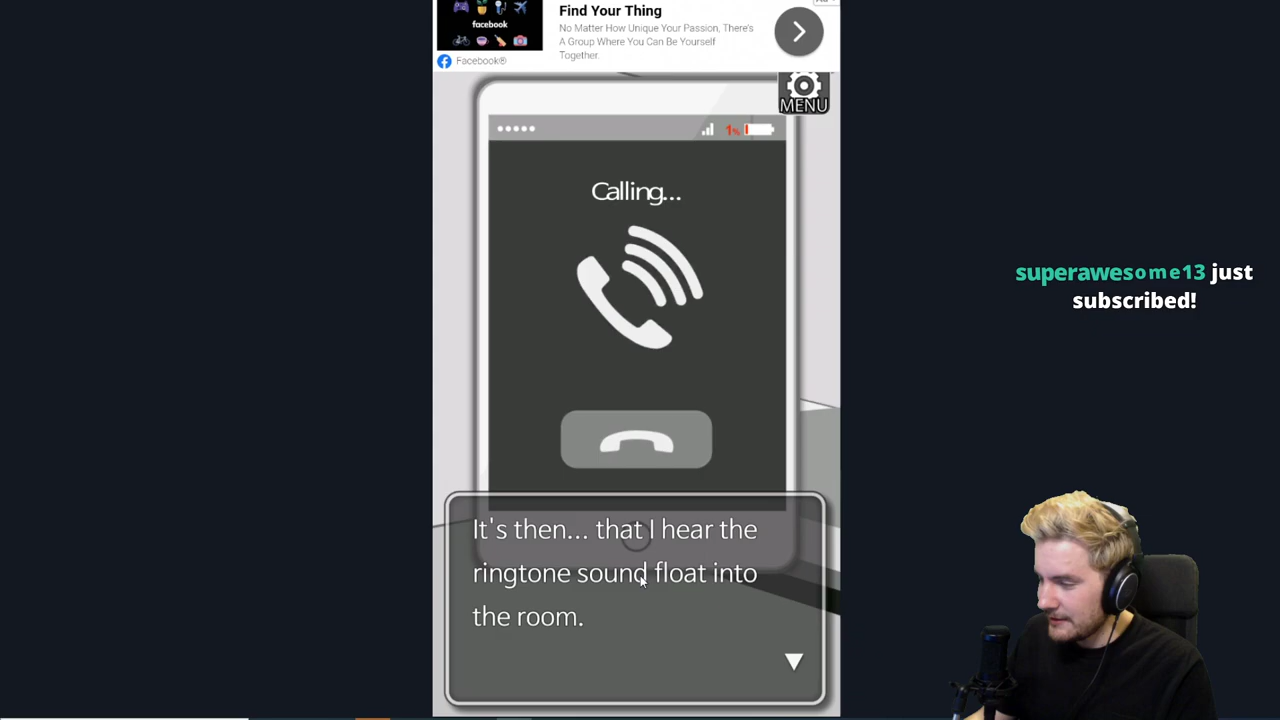 facebook
Facebook®
Find Your Thing
No Matter How Unique Your Passion, There's
A Group Where You Can Be Yourself
Together.
MENU
1%
Calling...
It's then... that I hear the
ringtone sound float into
the room.
superawesome13 just
subscribed!